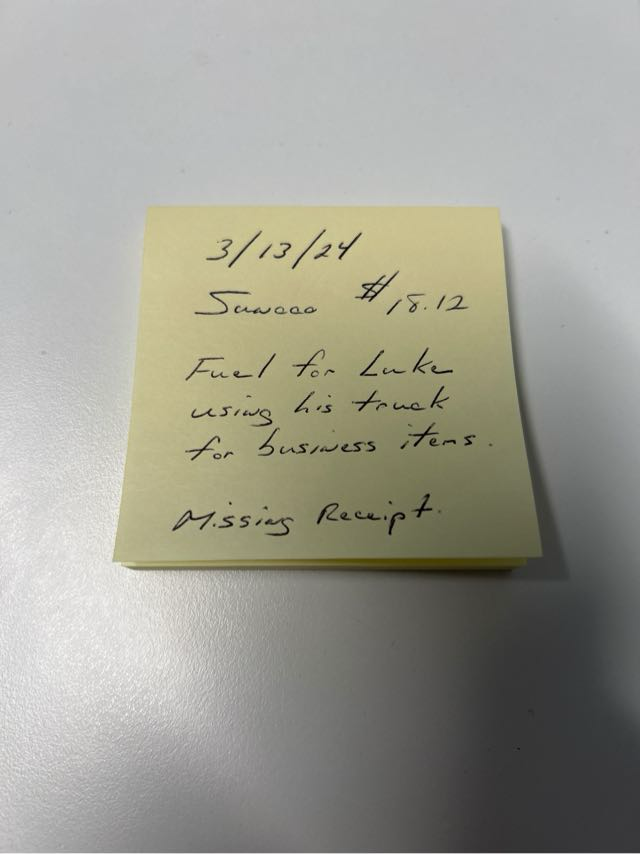 3/13/24
Sunoco $18.12
Fuel for Luke
using his truck
for business items.
Missing Receipt.